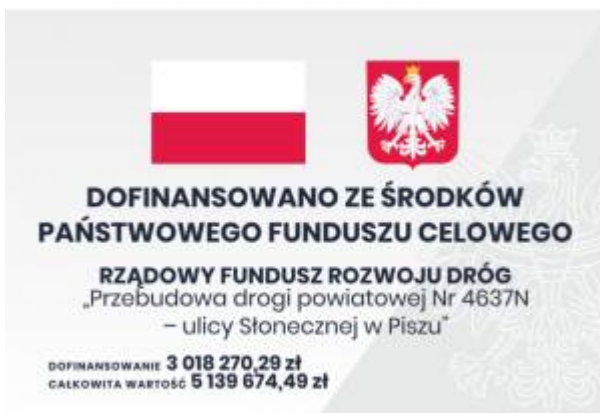 DOFINANSOWANO ZE ŚRODKÓW
PAŃSTWOWEGO FUNDUSZU CELOWEGO
RZĄDOWY FUNDUSZ ROZWOJU DRÓG
„Przebudowa drogi powiatowej Nr 4637N
– ulicy Słonecznej w Piszu”
DOFINANSOWANIE 3 018 270,29 zł
CAŁKOWITA WARTOŚĆ 5 139 674,49 zł